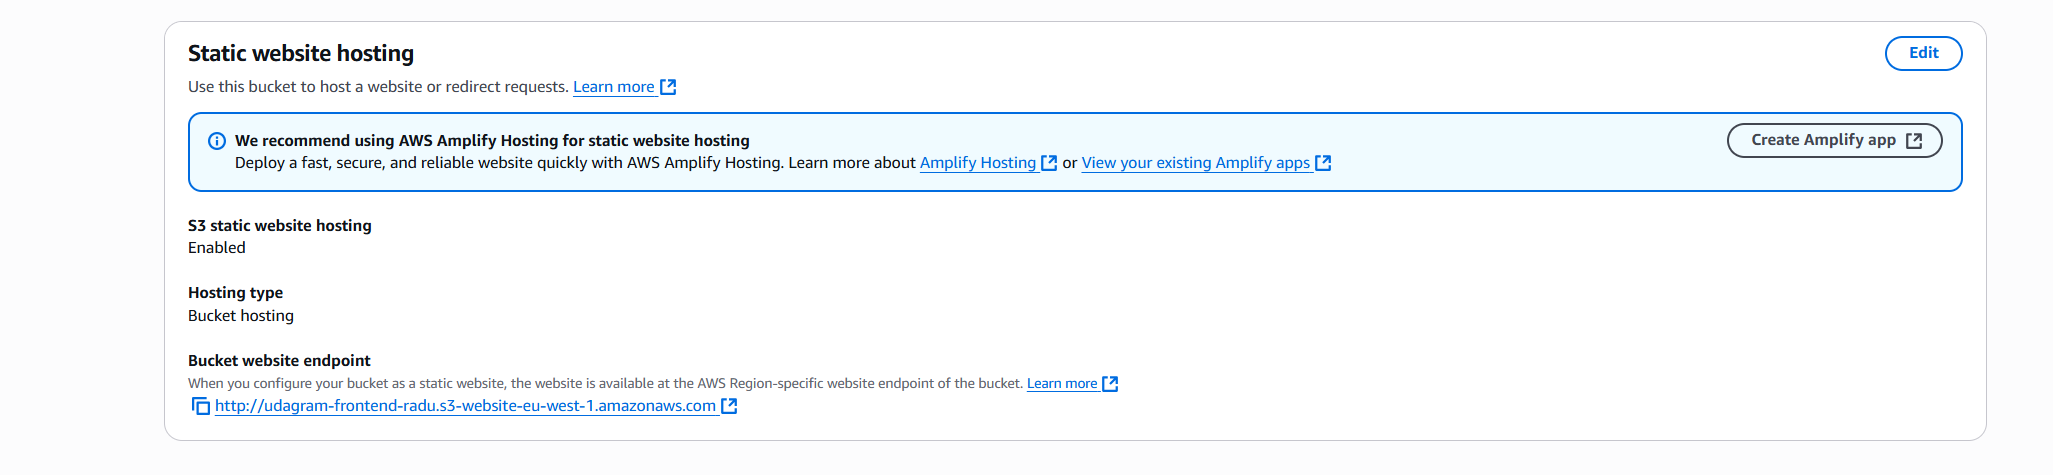 Static website hosting
Edit
Use this bucket to host a website or redirect requests. Learn more
We recommend using AWS Amplify Hosting for static website hosting
Create Amplify app
Deploy a fast, secure, and reliable website quickly with AWS Amplify Hosting. Learn more about Amplify Hosting or View your existing Amplify apps
S3 static website hosting
Enabled
Hosting type
Bucket hosting
Bucket website endpoint
When you configure your bucket as a static website, the website is available at the AWS Region-specific website endpoint of the bucket. Learn more
http://udagram-frontend-radu.s3-website-eu-west-1.amazonaws.com